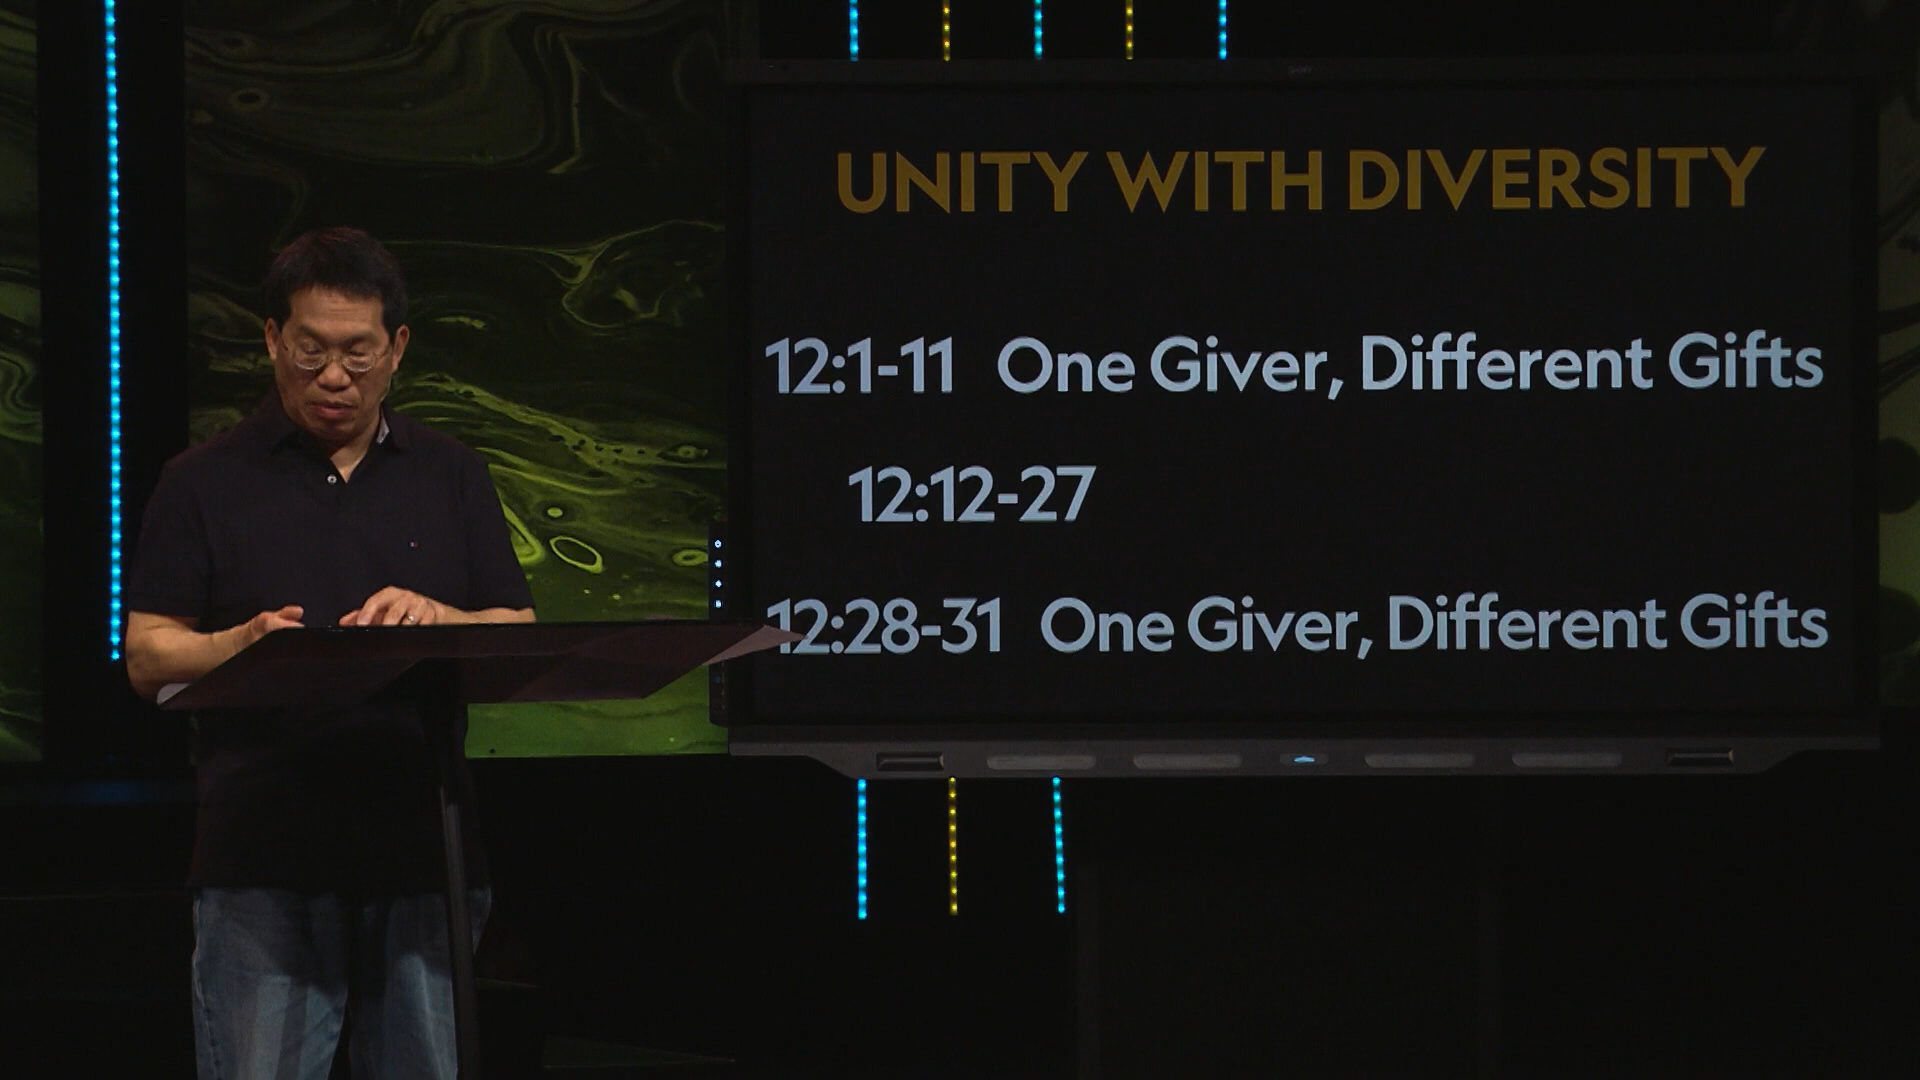 UNITY WITH DIVERSITY
12:1-11 One Giver, Different Gifts
12:12-27
12:28-31 One Giver, Different Gifts